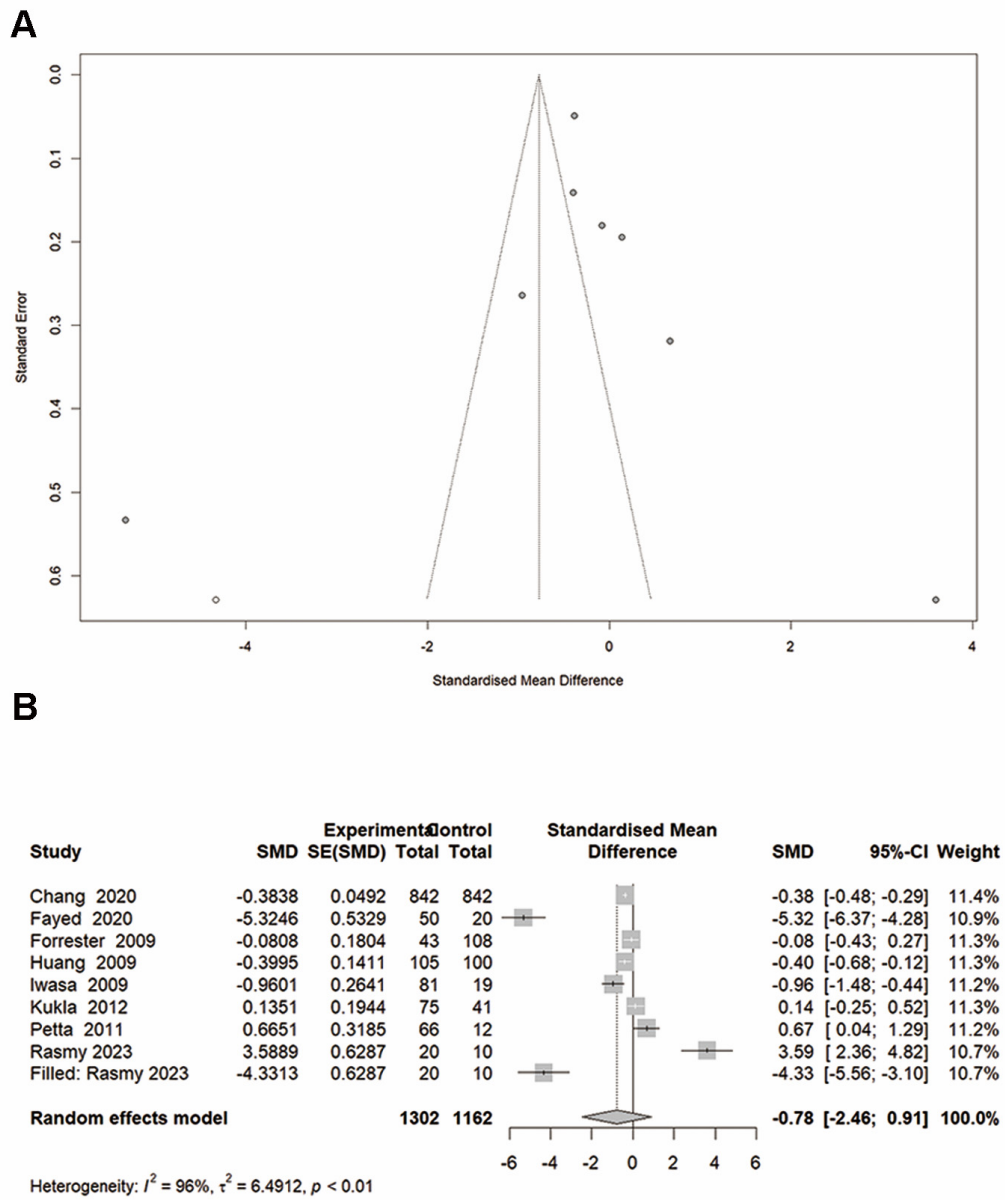 A
0.0
0.1
0.2
0.3
0.4
0.5
0.6
Standard Error
-4 -2 0 2 4
Standardised Mean Difference
B
Experimental Control Standardised Mean
Study SMD SE(SMD) Total Total Difference SMD 95%-CI Weight
Chang 2020 -0.3838 0.0492 842 842 -0.38 [-0.48; -0.29] 11.4%
Fayed 2020 -5.3246 0.5329 50 20 -5.32 [-6.37; -4.28] 10.9%
Forrester 2009 -0.0808 0.1804 43 108 -0.08 [-0.43; 0.27] 11.3%
Huang 2009 -0.3995 0.1411 105 100 -0.40 [-0.68; -0.12] 11.3%
Iwasa 2009 -0.9601 0.2641 81 19 -0.96 [-1.48; -0.44] 11.2%
Kukla 2012 0.1351 0.1944 75 41 0.14 [-0.25; 0.52] 11.3%
Petta 2011 0.6651 0.3185 66 12 0.67 [ 0.04; 1.29] 11.2%
Rasmy 2023 3.5889 0.6287 20 10 3.59 [ 2.36; 4.82] 10.7%
Filled: Rasmy 2023 -4.3313 0.6287 20 10 -4.33 [-5.56; -3.10] 10.7%
Random effects model 1302 1162 -0.78 [-2.46; 0.91] 100.0%
-6 -4 -2 0 2 4 6
Heterogeneity: I² = 96%, τ² = 6.4912, p < 0.01